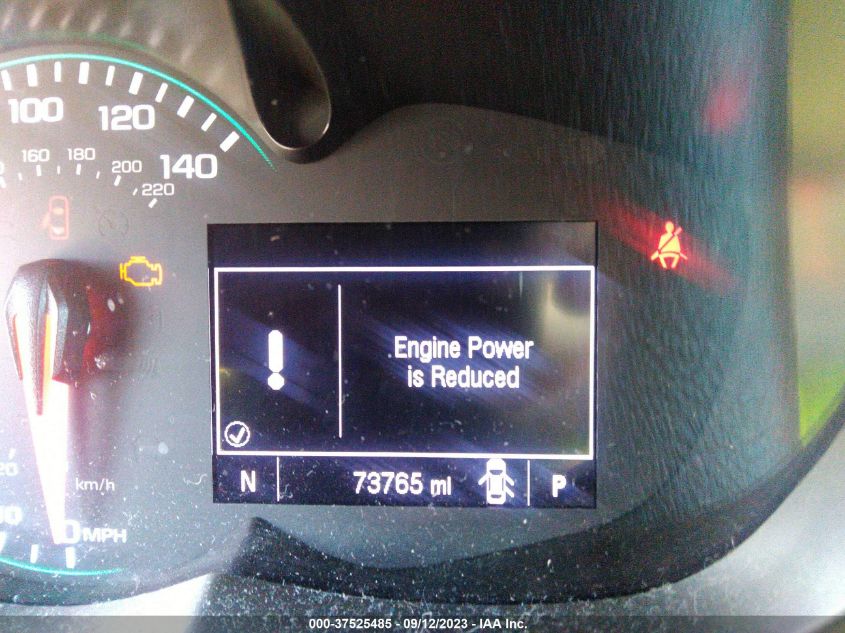 100
120
140
160
180
200
220
Engine Power
is Reduced
N
73765 mi
P
km/h
0 MPH
000-37525485 - 09/12/2023 - IAA Inc.